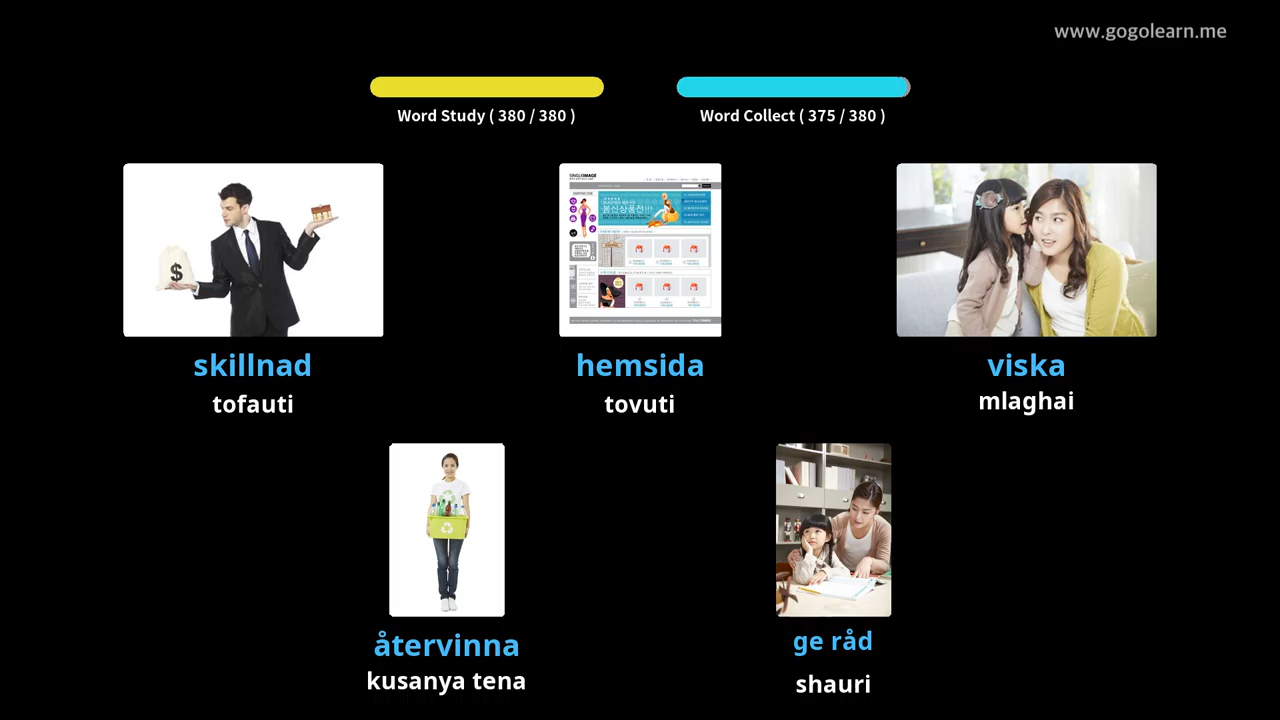 www.gogolearn.me
Word Study ( 380 / 380 )
Word Collect ( 375 / 380 )
skillnad
tofauti
hemsida
tovuti
viska
mlaghai
återvinna
kusanya tena
ge råd
shauri